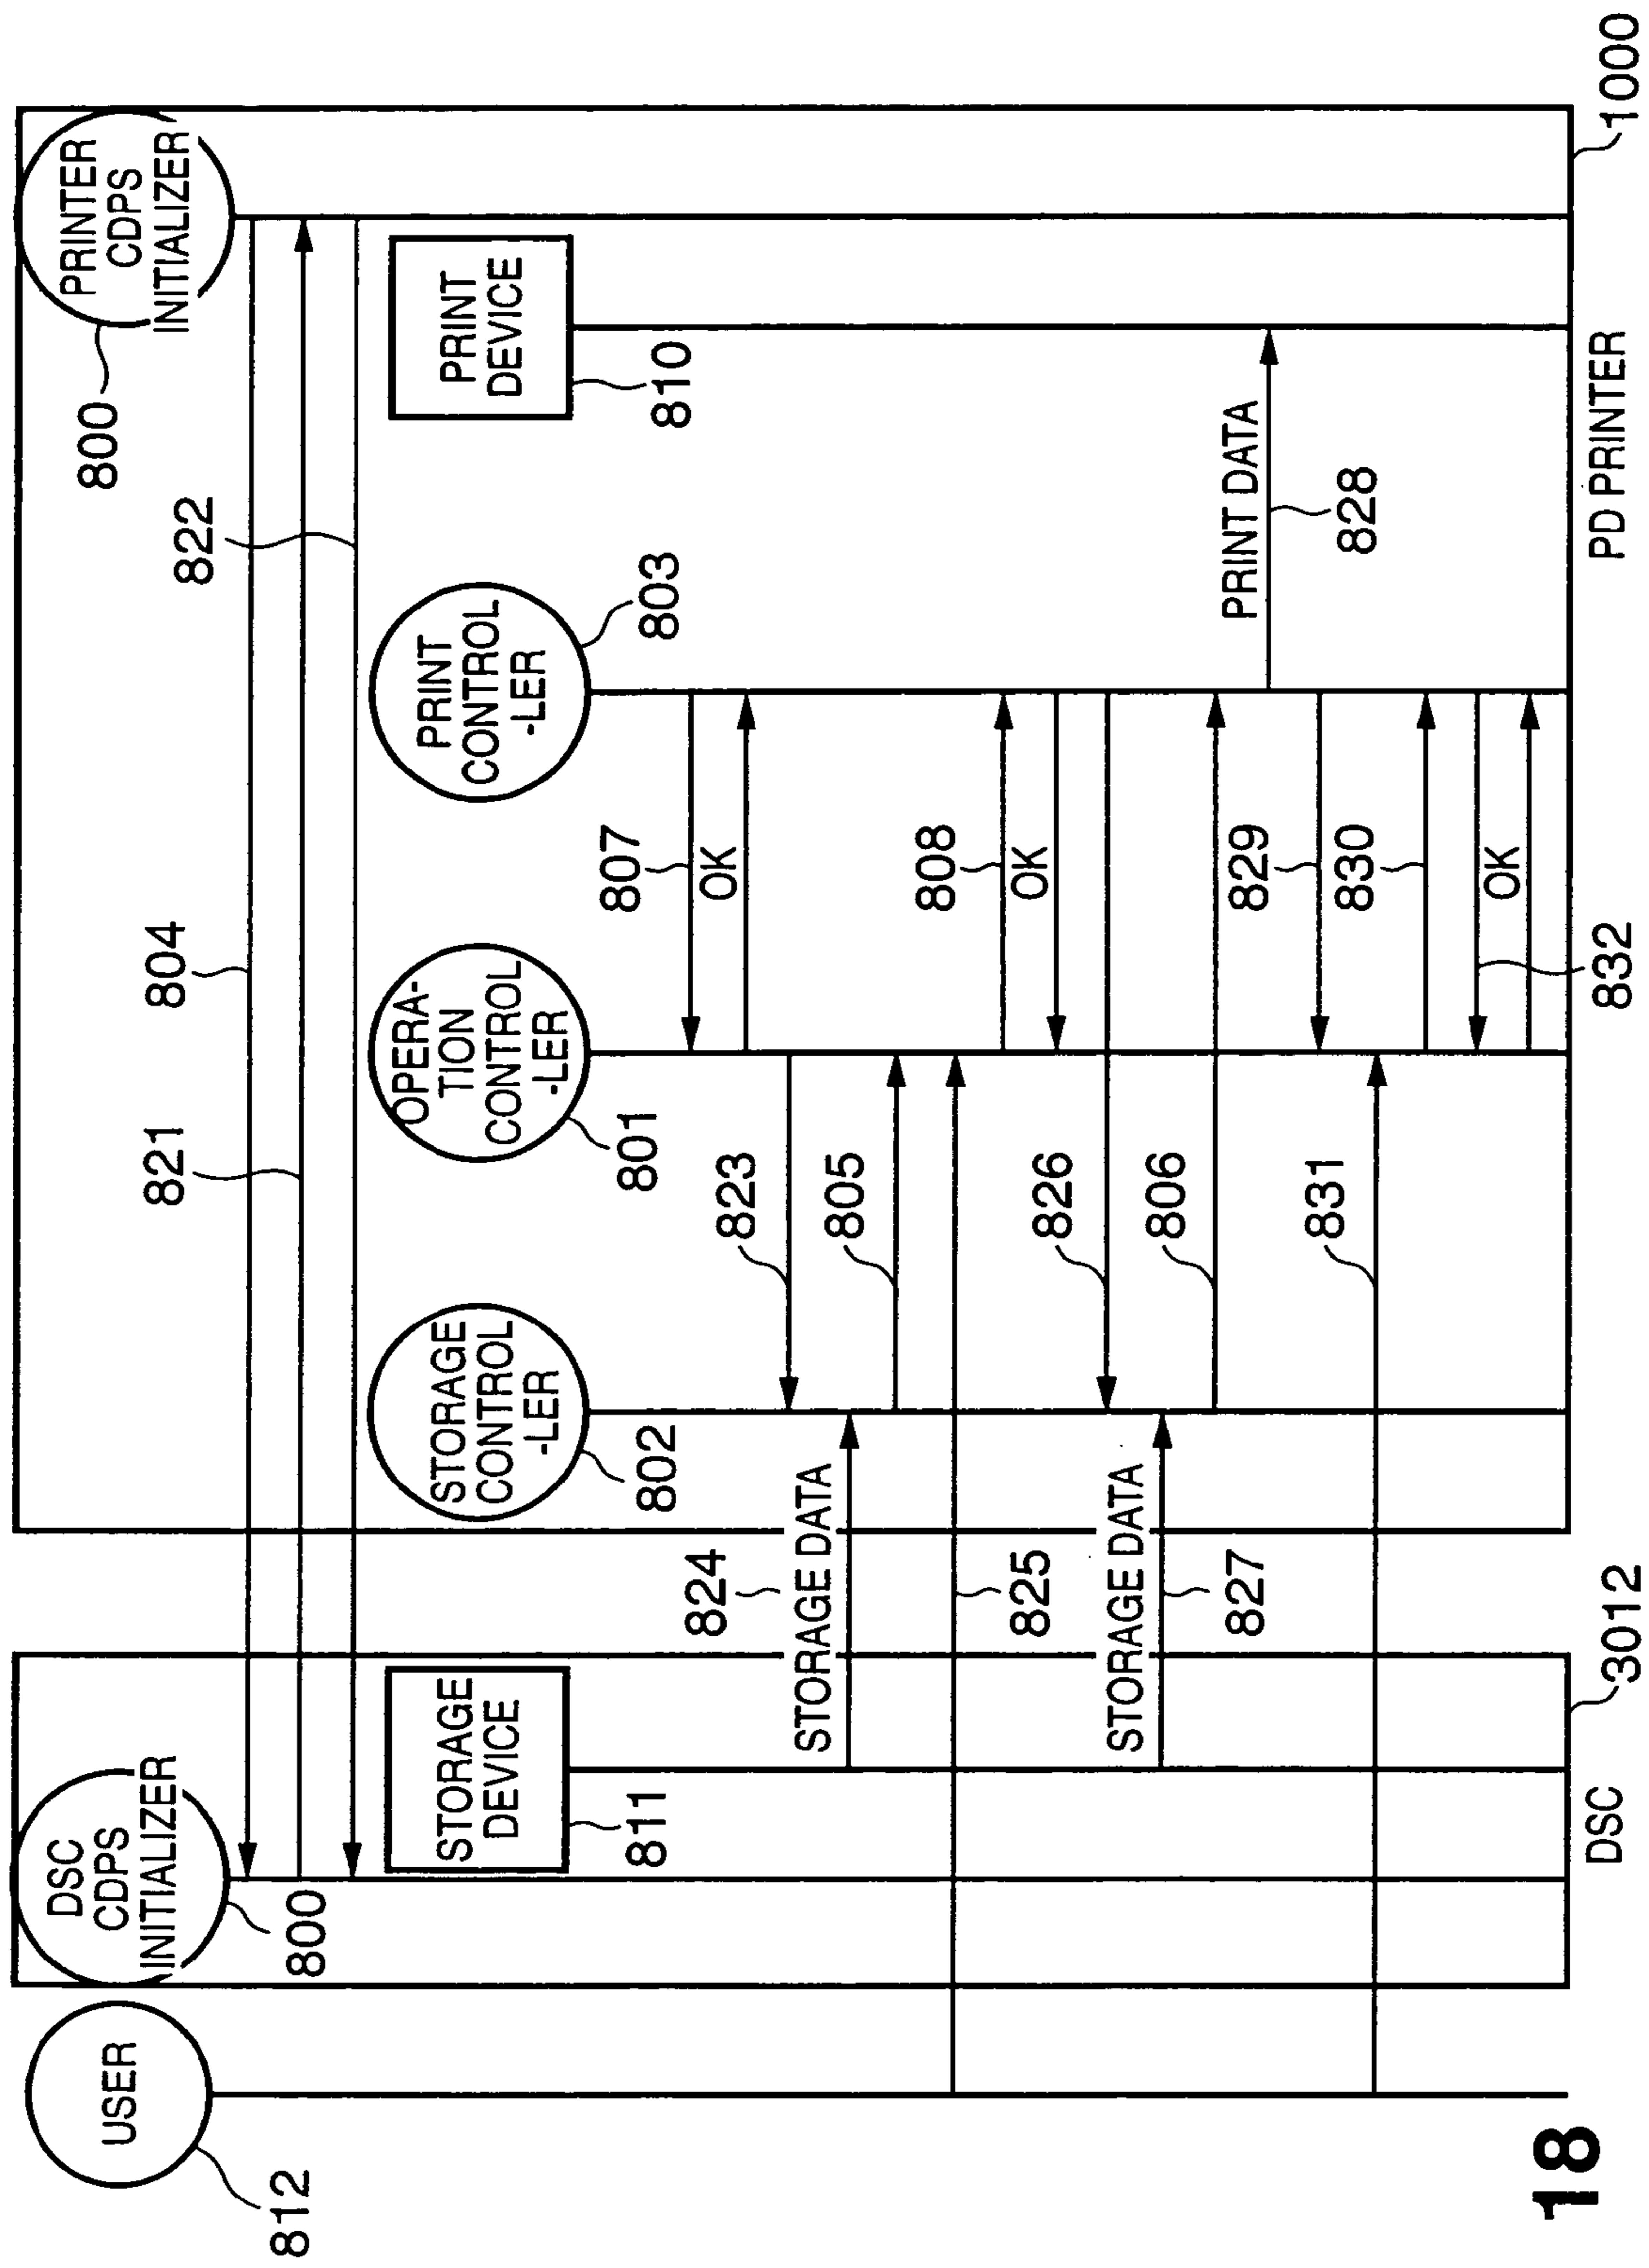 USER
812
DSC
CDPS
INITIALIZER
800
STORAGE
DEVICE
811
DSC
3012
PRINTER
CDPS
INITIALIZER
800
804
821
822
STORAGE
CONTROL
-LER
802
OPERA-
TION
CONTROL
-LER
801
PRINT
CONTROL
-LER
803
PRINT
DEVICE
810
807
OK
823
STORAGE DATA
824
805
825
808
OK
826
STORAGE DATA
827
806
PRINT DATA
828
829
831
830
832
OK
PD PRINTER
1000
18